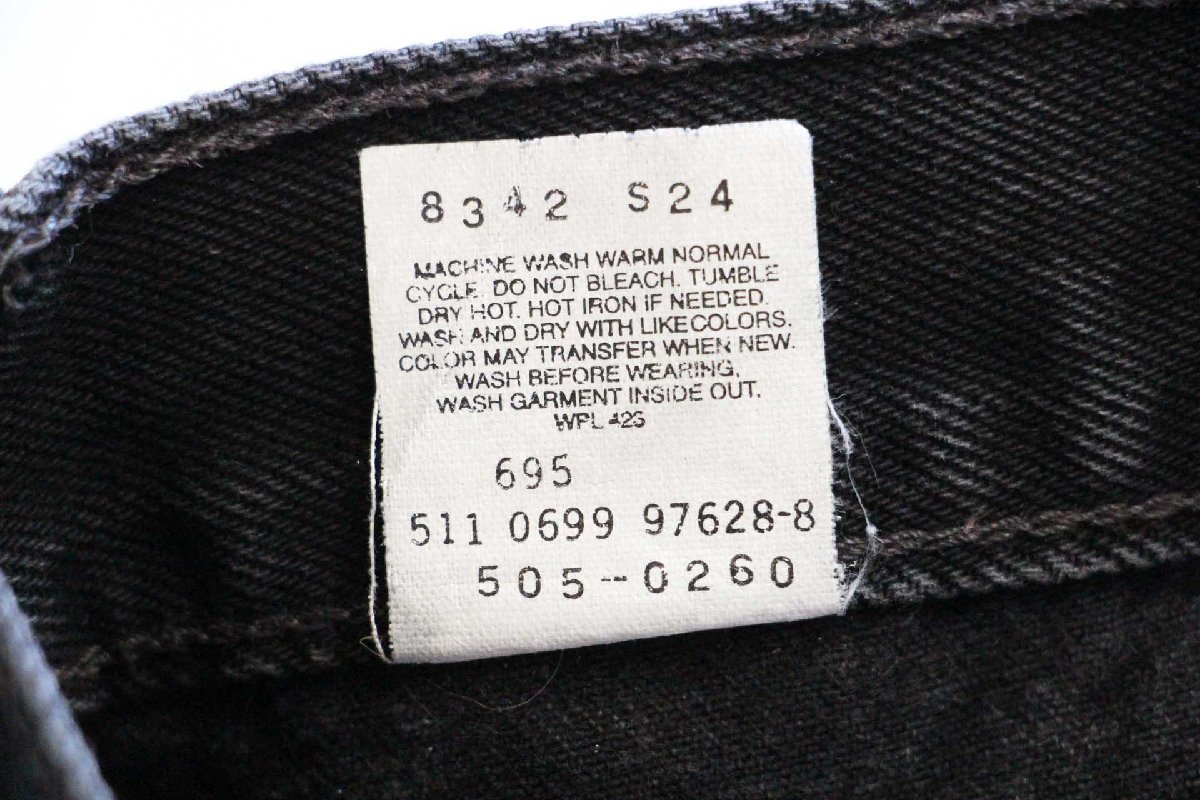 8342 S24
MACHINE WASH WARM NORMAL
CYCLE. DO NOT BLEACH. TUMBLE
DRY HOT. HOT IRON IF NEEDED.
WASH AND DRY WITH LIKE COLORS.
COLOR MAY TRANSFER WHEN NEW.
WASH BEFORE WEARING.
WASH GARMENT INSIDE OUT.
WPL 423
695
511 0699 97628-8
505--0260